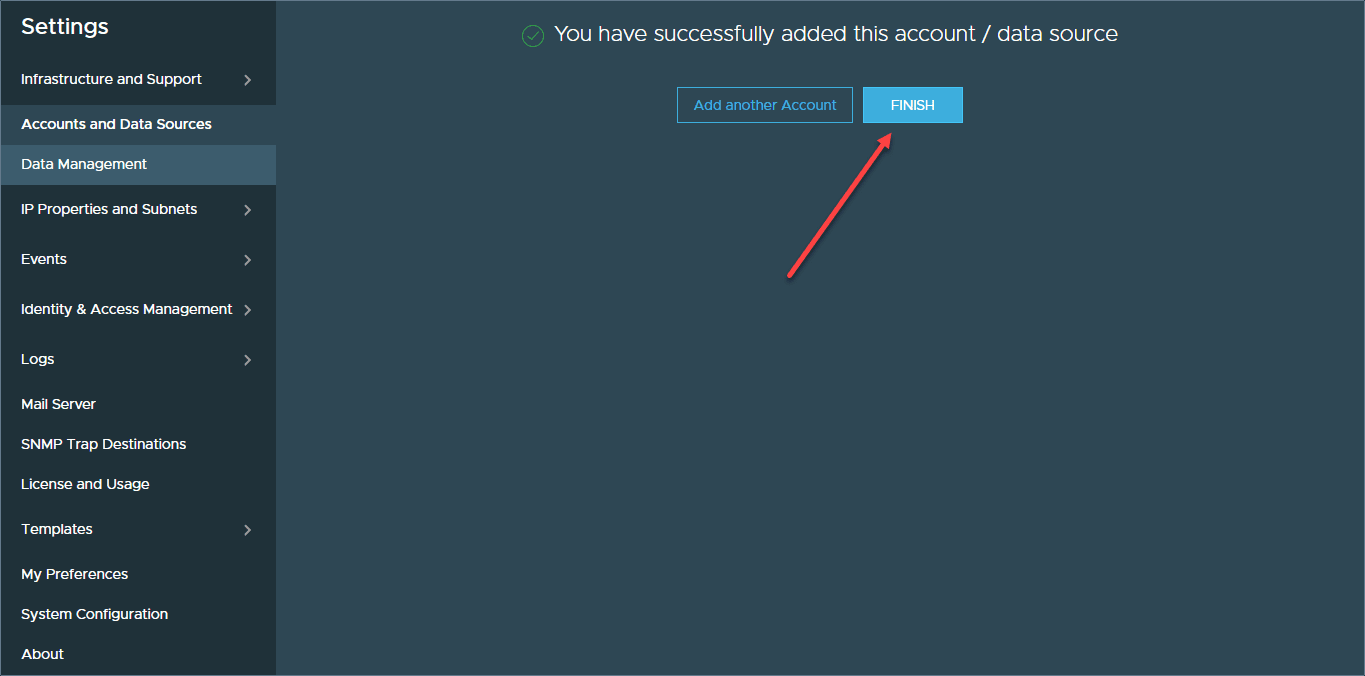 Settings
You have successfully added this account / data source
Add another Account
FINISH
Infrastructure and Support
Accounts and Data Sources
Data Management
IP Properties and Subnets
Events
Identity & Access Management
Logs
Mail Server
SNMP Trap Destinations
License and Usage
Templates
My Preferences
System Configuration
About